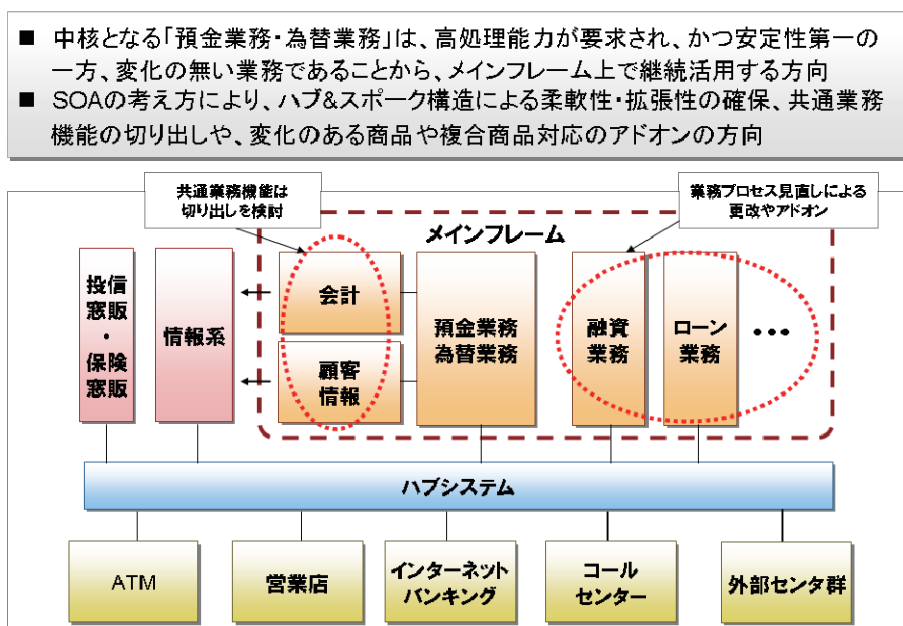 ■ 中核となる「預金業務・為替業務」は、高処理能力が要求され、かつ安定性第一の
一方、変化の無い業務であることから、メインフレーム上で継続活用する方向
■ SOAの考え方により、ハブ&スポーク構造による柔軟性・拡張性の確保、共通業務
機能の切り出しや、変化のある商品や複合商品対応のアドオンの方向
共通業務機能は
切り出しを検討
業務プロセス見直しによる
更改やアドオン
メインフレーム
投信
窓販
・
保険
窓販
情報系
会計
顧客
情報
預金業務
為替業務
融資
業務
ローン
業務
•••
ハブシステム
ATM
営業店
インターネット
バンキング
コール
センター
外部センタ群